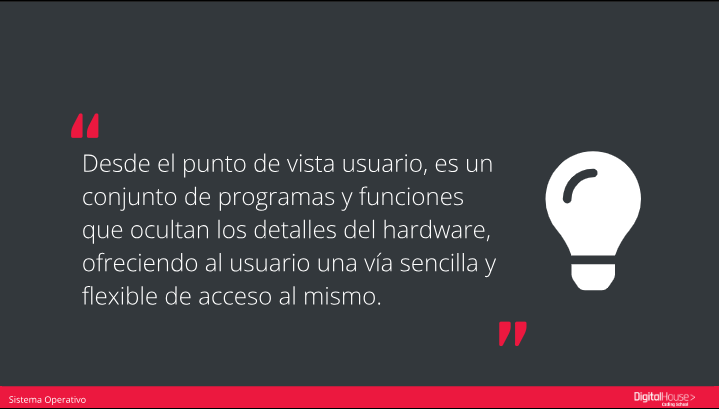 “
Desde el punto de vista usuario, es un
conjunto de programas y funciones
que ocultan los detalles del hardware,
ofreciendo al usuario una vía sencilla y
flexible de acceso al mismo.
”
Sistema Operativo
DigitalHouse>
Coding School